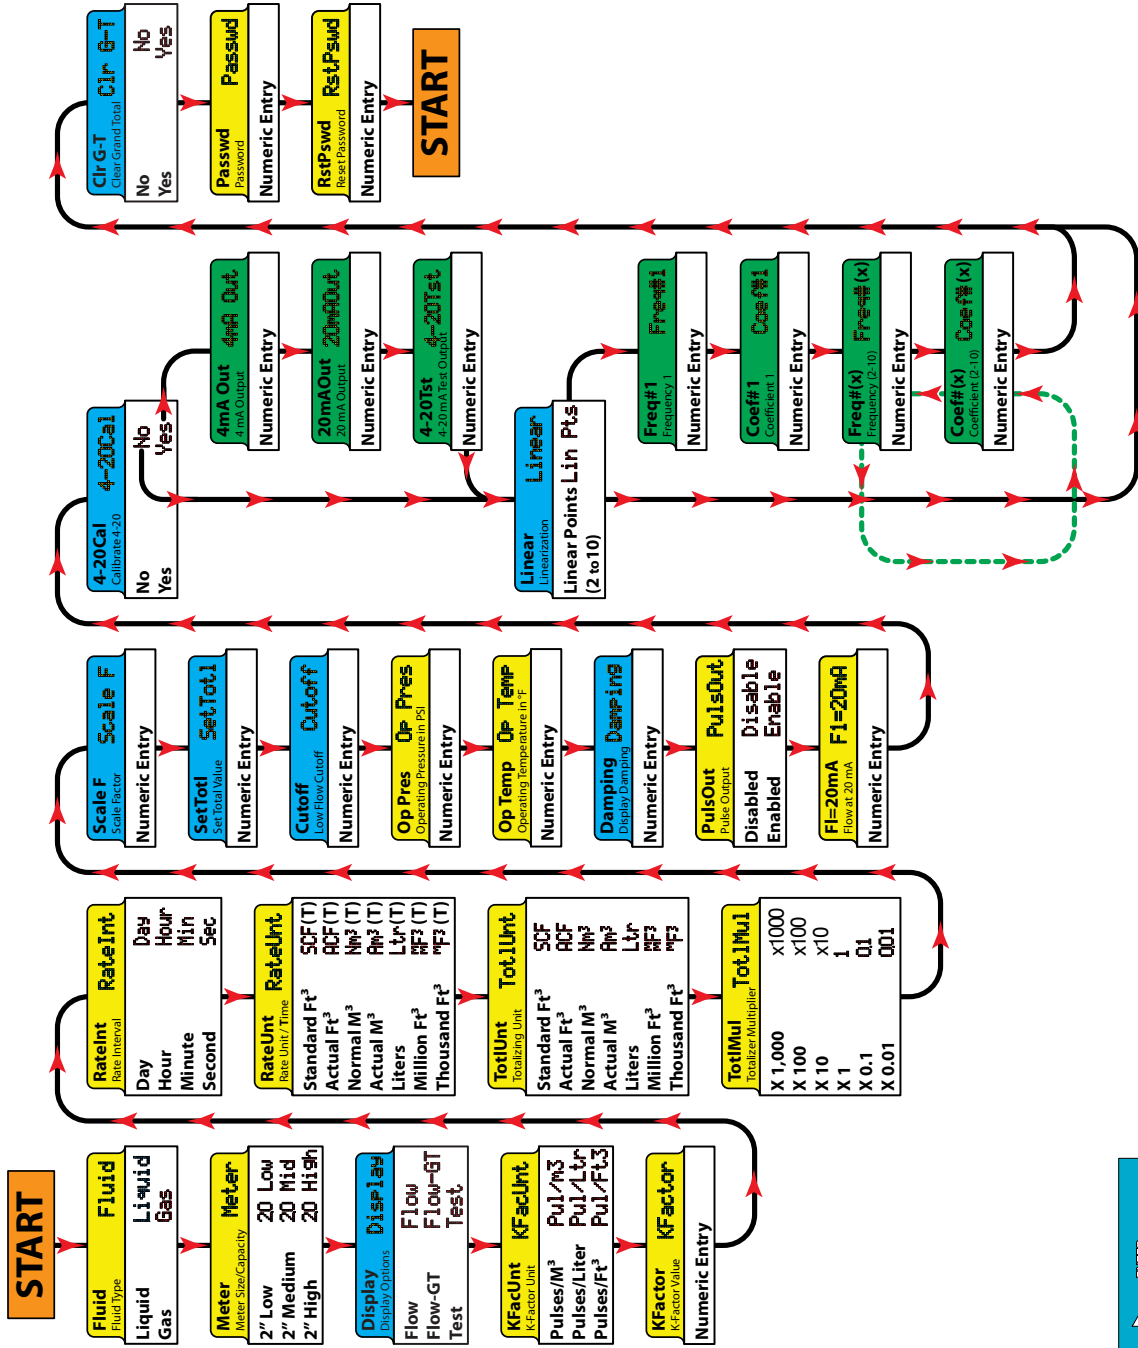 START
Fluid Fluid
Fluid Type
Liquid Liquid
Gas Gas
Meter Meter
Meter Size/Capacity
2" Low 20 Low
2" Medium 20 Mid
2" High 20 High
Display Display
Display Options
Flow Flow
Flow-GT Flow-GT
Test Test
KFacUnt KFacUnt
K-Factor Unit
Pulses/M³ Pul/m3
Pulses/Liter Pul/Ltr
Pulses/Ft³ Pul/Ft3
KFactor KFactor
K-Factor Value
Numeric Entry
RateInt RateInt
Rate Interval
Day Day
Hour Hour
Minute Min
Second Sec
RateUnt RateUnt
Rate Unit / Time
Standard Ft³ SCF(T)
Actual Ft³ ACF(T)
Normal M³ Nm³(T)
Actual M³ Am³(T)
Liters Ltr(T)
Million Ft³ MF³(T)
Thousand Ft³ MF³(T)
TotlUnt TotlUnt
Totalizing Unit
Standard Ft³ SCF
Actual Ft³ ACF
Normal M³ Nm³
Actual M³ Am³
Liters Ltr
Million Ft³ MF³
Thousand Ft³ MF³
TotlMul TotlMul
Totalizer Multiplier
X 1,000 x1000
X 100 x100
X 10 x10
X 1 1
X 0.1 0.1
X 0.01 0.01
Scale F Scale F
Scale Factor
Numeric Entry
SetTotl SetTotl
Set Total Value
Numeric Entry
Cutoff Cutoff
Low Flow Cutoff
Numeric Entry
Op Pres Op Pres
Operating Pressure in PSI
Numeric Entry
Op Temp Op Temp
Operating Temperature in °F
Numeric Entry
Damping Damping
Display Damping
Numeric Entry
PulsOut PulsOut
Pulse Output
Disabled Disable
Enabled Enable
Fl=20mA Fl=20mA
Flow at 20 mA
Numeric Entry
4-20Cal 4-20Cal
Calibrate 4-20
No No
Yes Yes
4mA Out 4mA Out
4 mA Output
Numeric Entry
20mAOut 20mAOut
20 mA Output
Numeric Entry
4-20Tst 4-20Tst
4-20 mA Test Output
Numeric Entry
Linear Linear
Linearization
Linear Points Lin Pts
(2 to 10)
Freq#1 Freq#1
Frequency 1
Numeric Entry
Coef#1 Coef#1
Coefficient 1
Numeric Entry
Freq#(x) Freq#(x)
Frequency (2-10)
Numeric Entry
Coef#(x) Coef#(x)
Coefficient (2-10)
Numeric Entry
Clr G-T Clr G-T
Clear Grand Total
No No
Yes Yes
Passwd Passwd
Password
Numeric Entry
RstPswd RstPswd
Reset Password
Numeric Entry
START